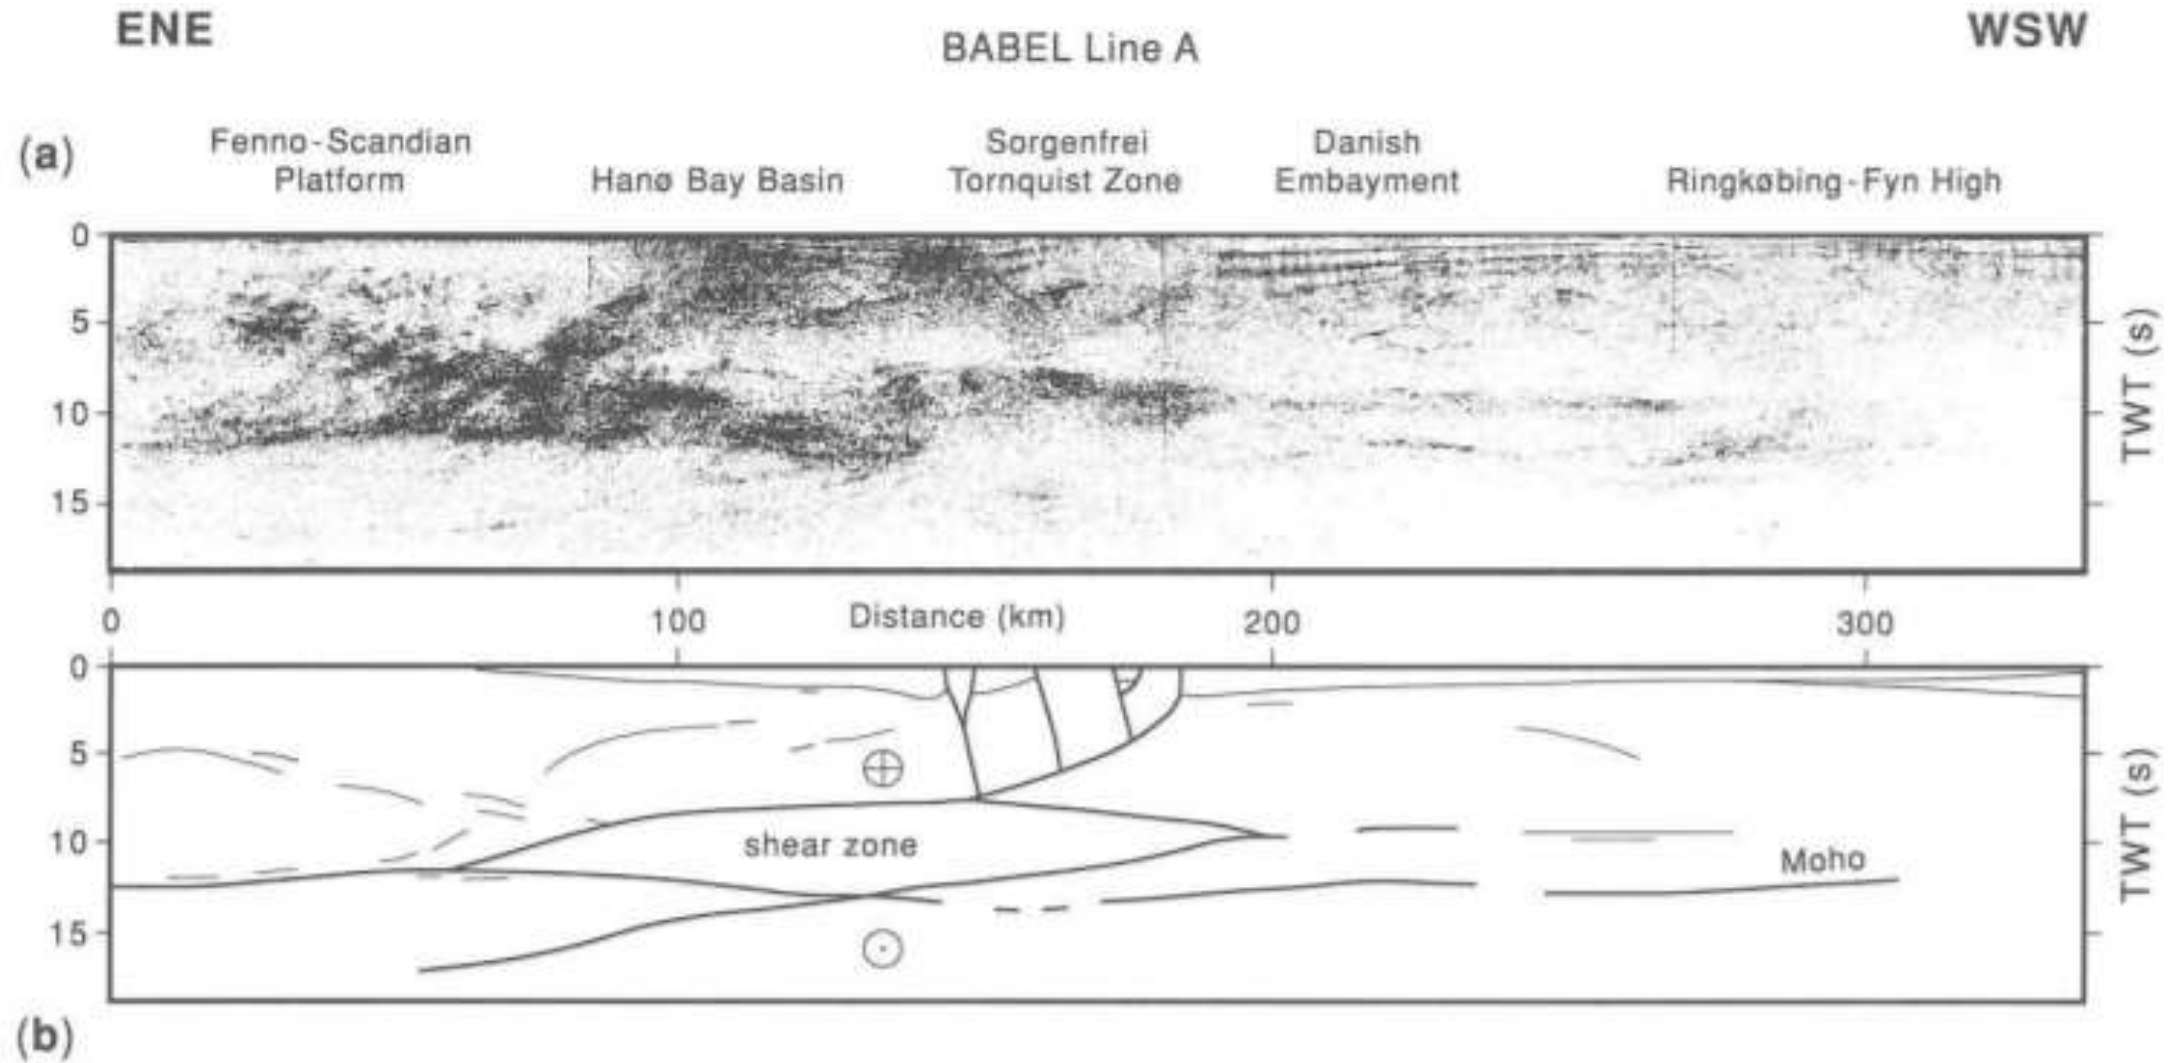 ENE
WSW
BABEL Line A
(a)
Fenno-Scandian
Platform
Hanø Bay Basin
Sorgenfrei
Tornquist Zone
Danish
Embayment
Ringkøbing-Fyn High
0
5
10
15
TWT (s)
0
100
Distance (km)
200
300
0
5
10
15
shear zone
Moho
TWT (s)
(b)